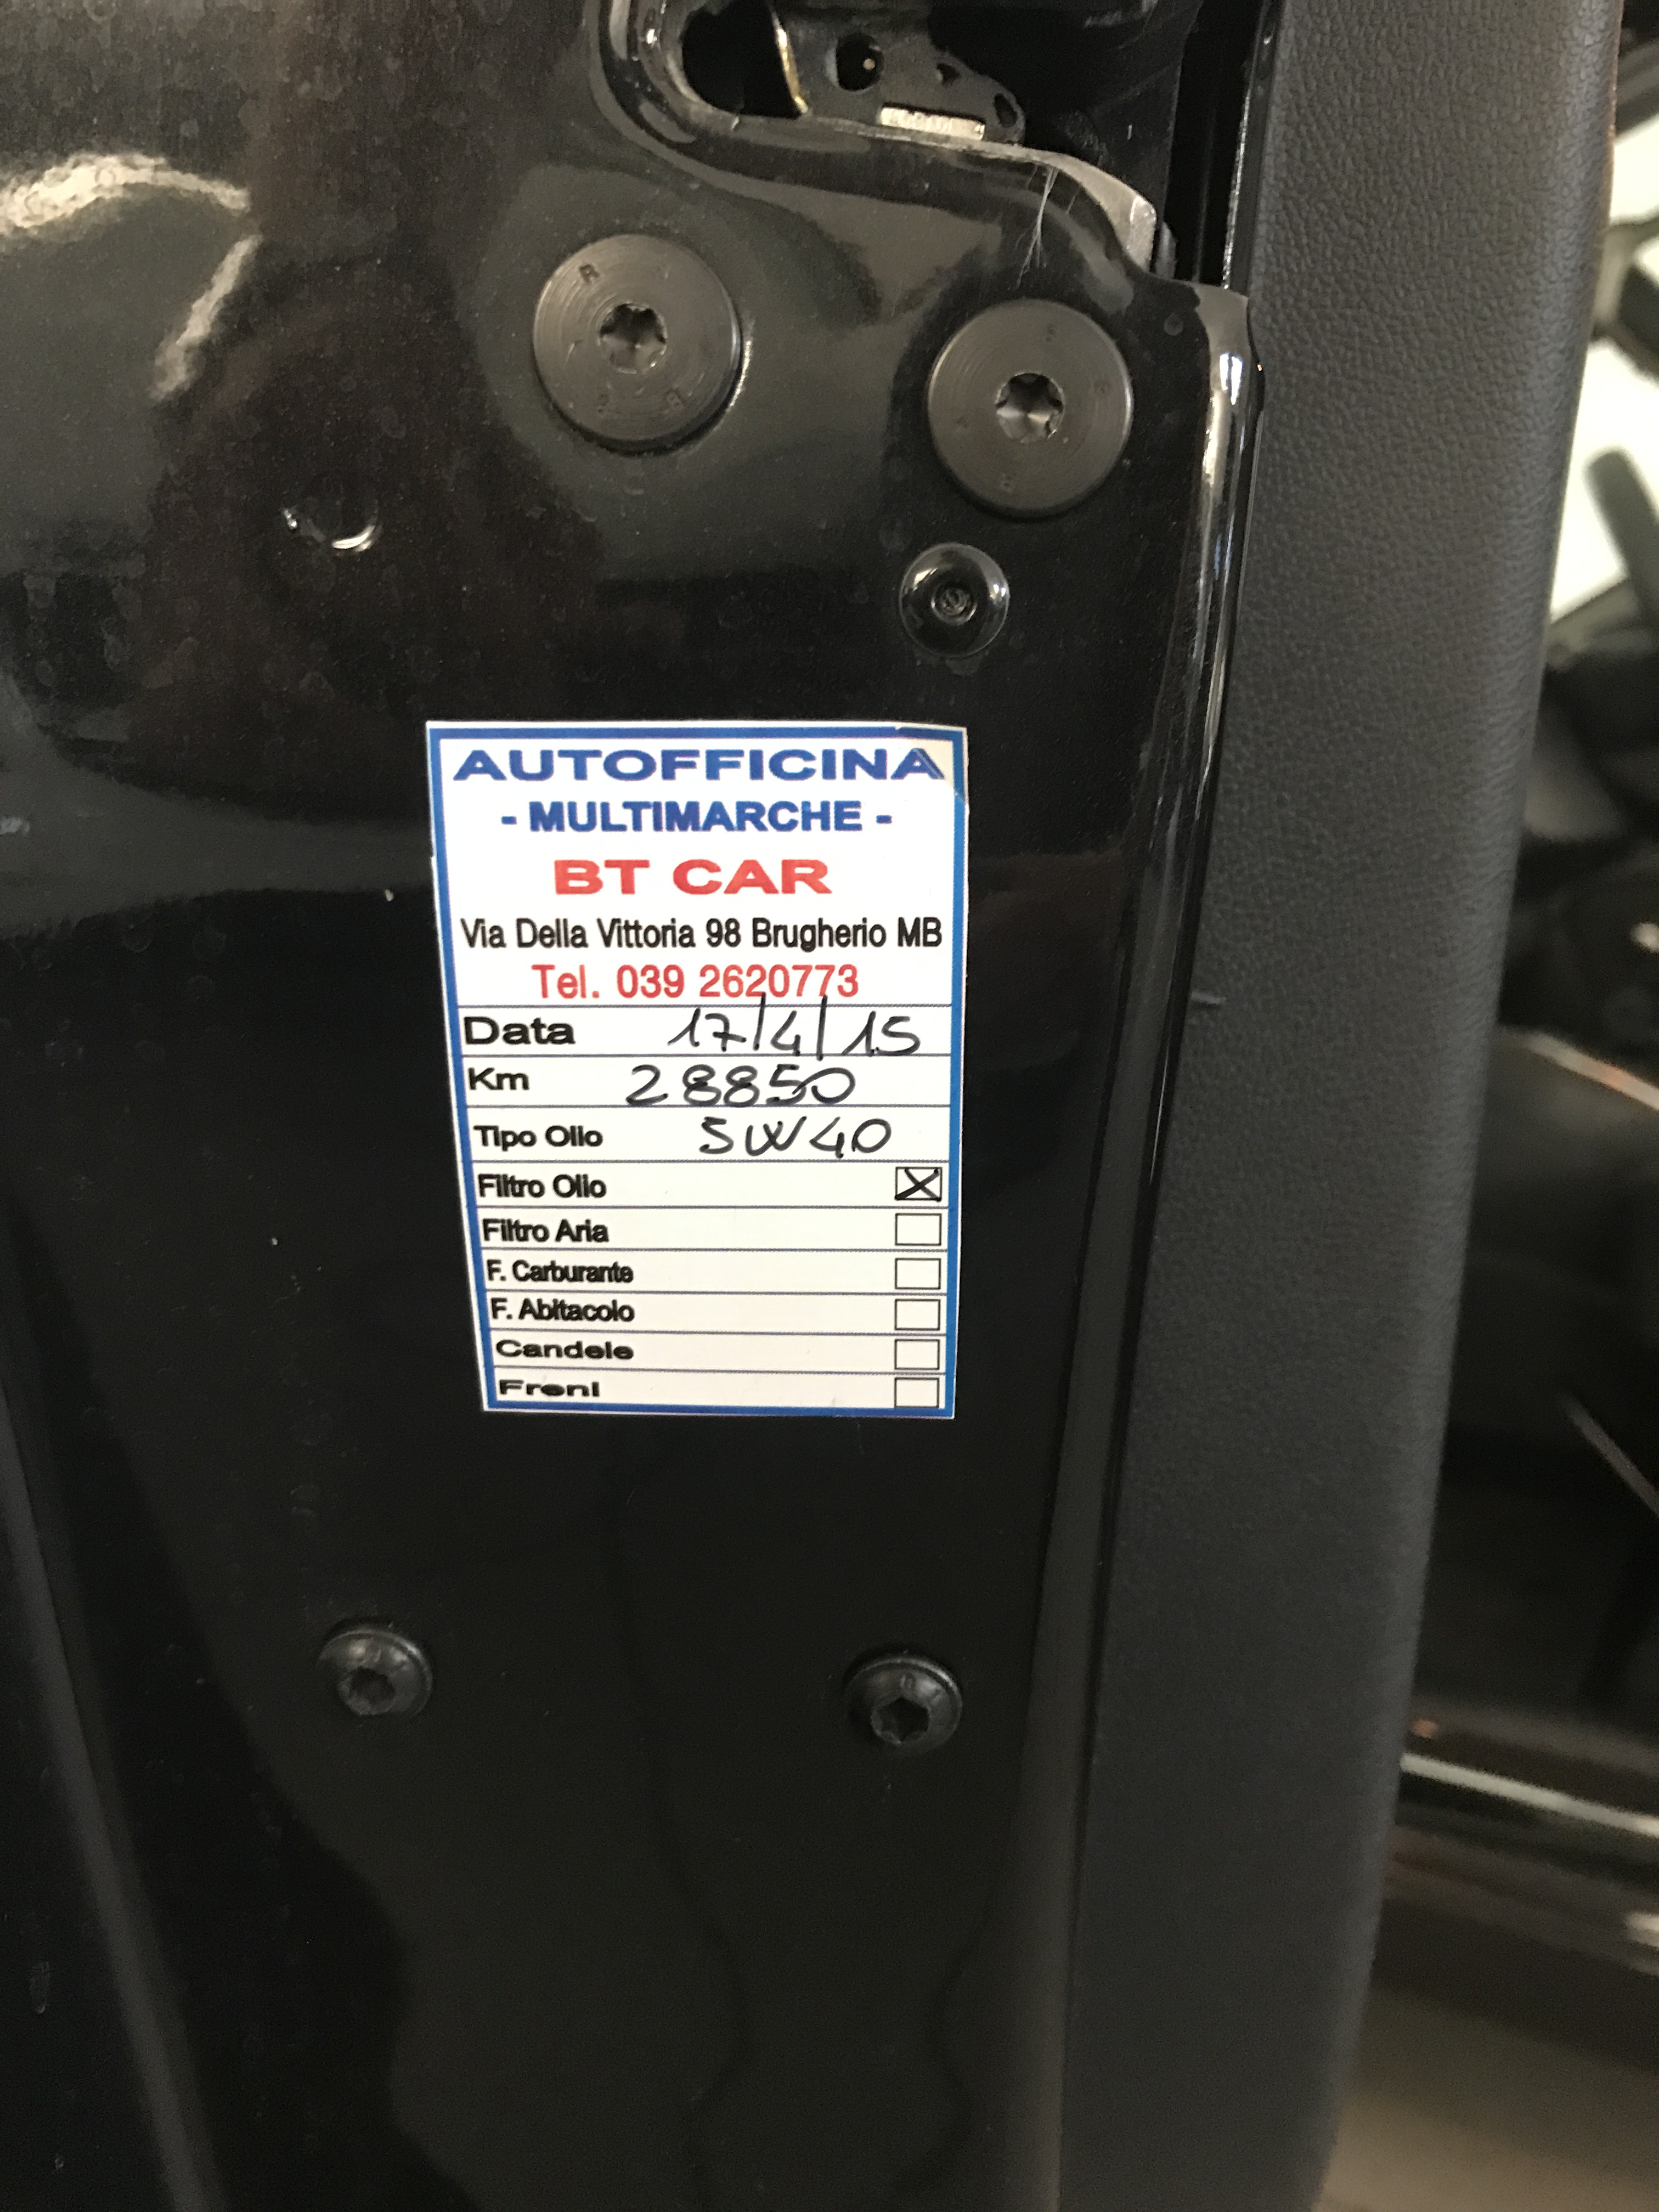 AUTOFFICINA
- MULTIMARCHE -
BT CAR
Via Della Vittoria 98 Brugherio MB
Tel. 039 2620773
Data 17/4/15
Km 28850
Tipo Olio 5W40
Filtro Olio X
Filtro Aria
F. Carburante
F. Abitacolo
Candele
Freni